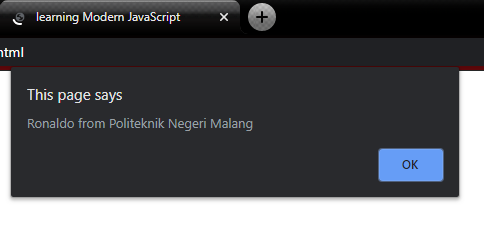 learning Modern JavaScript
html
This page says
Ronaldo from Politeknik Negeri Malang
OK